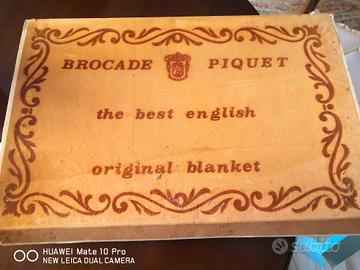 BROCADE PIQUET
the best english
original blanket
HUAWEI Mate 10 Pro
NEW LEICA DUAL CAMERA
subito